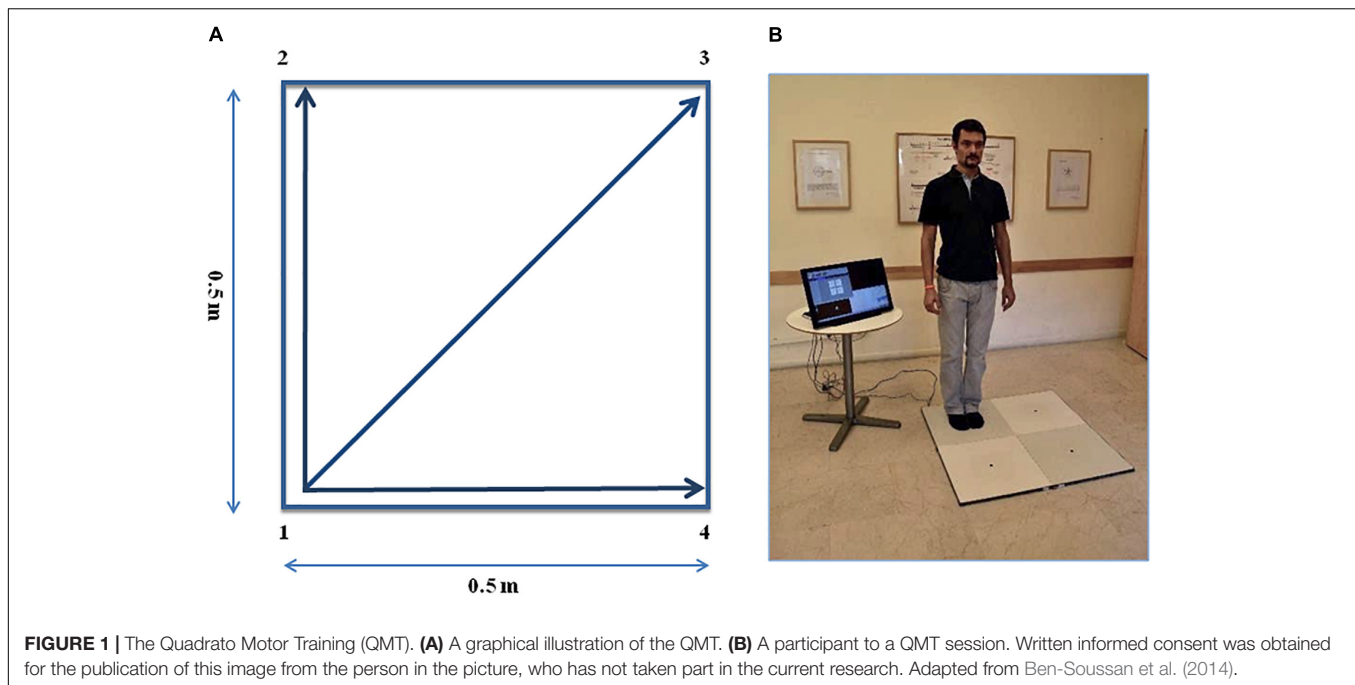 A
B
2
3
0.5 m
1
4
0.5 m
FIGURE 1 | The Quadrato Motor Training (QMT). (A) A graphical illustration of the QMT. (B) A participant to a QMT session. Written informed consent was obtained
for the publication of this image from the person in the picture, who has not taken part in the current research. Adapted from Ben-Soussan et al. (2014).